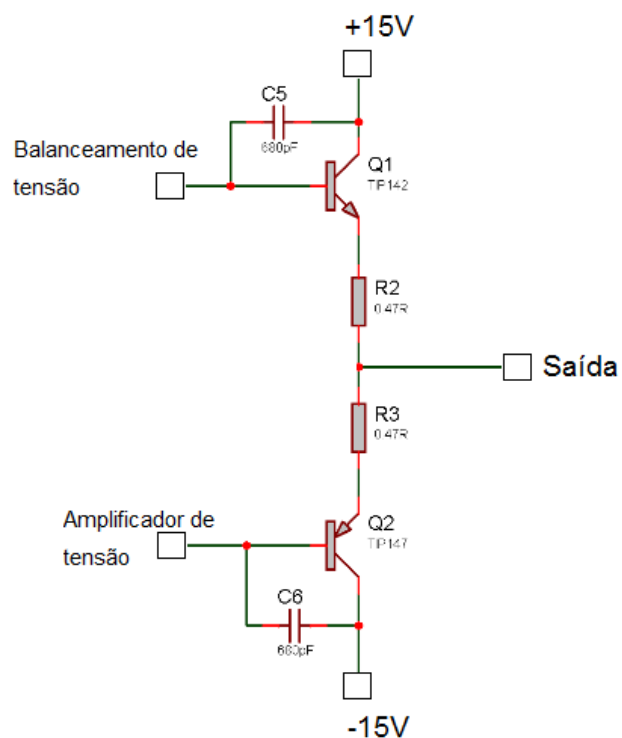 +15V
C5
680pF
Balanceamento de
tensão
Q1
TIP142
R2
0.47R
Saída
R3
0.47R
Amplificador de
tensão
Q2
TIP147
C6
680pF
-15V